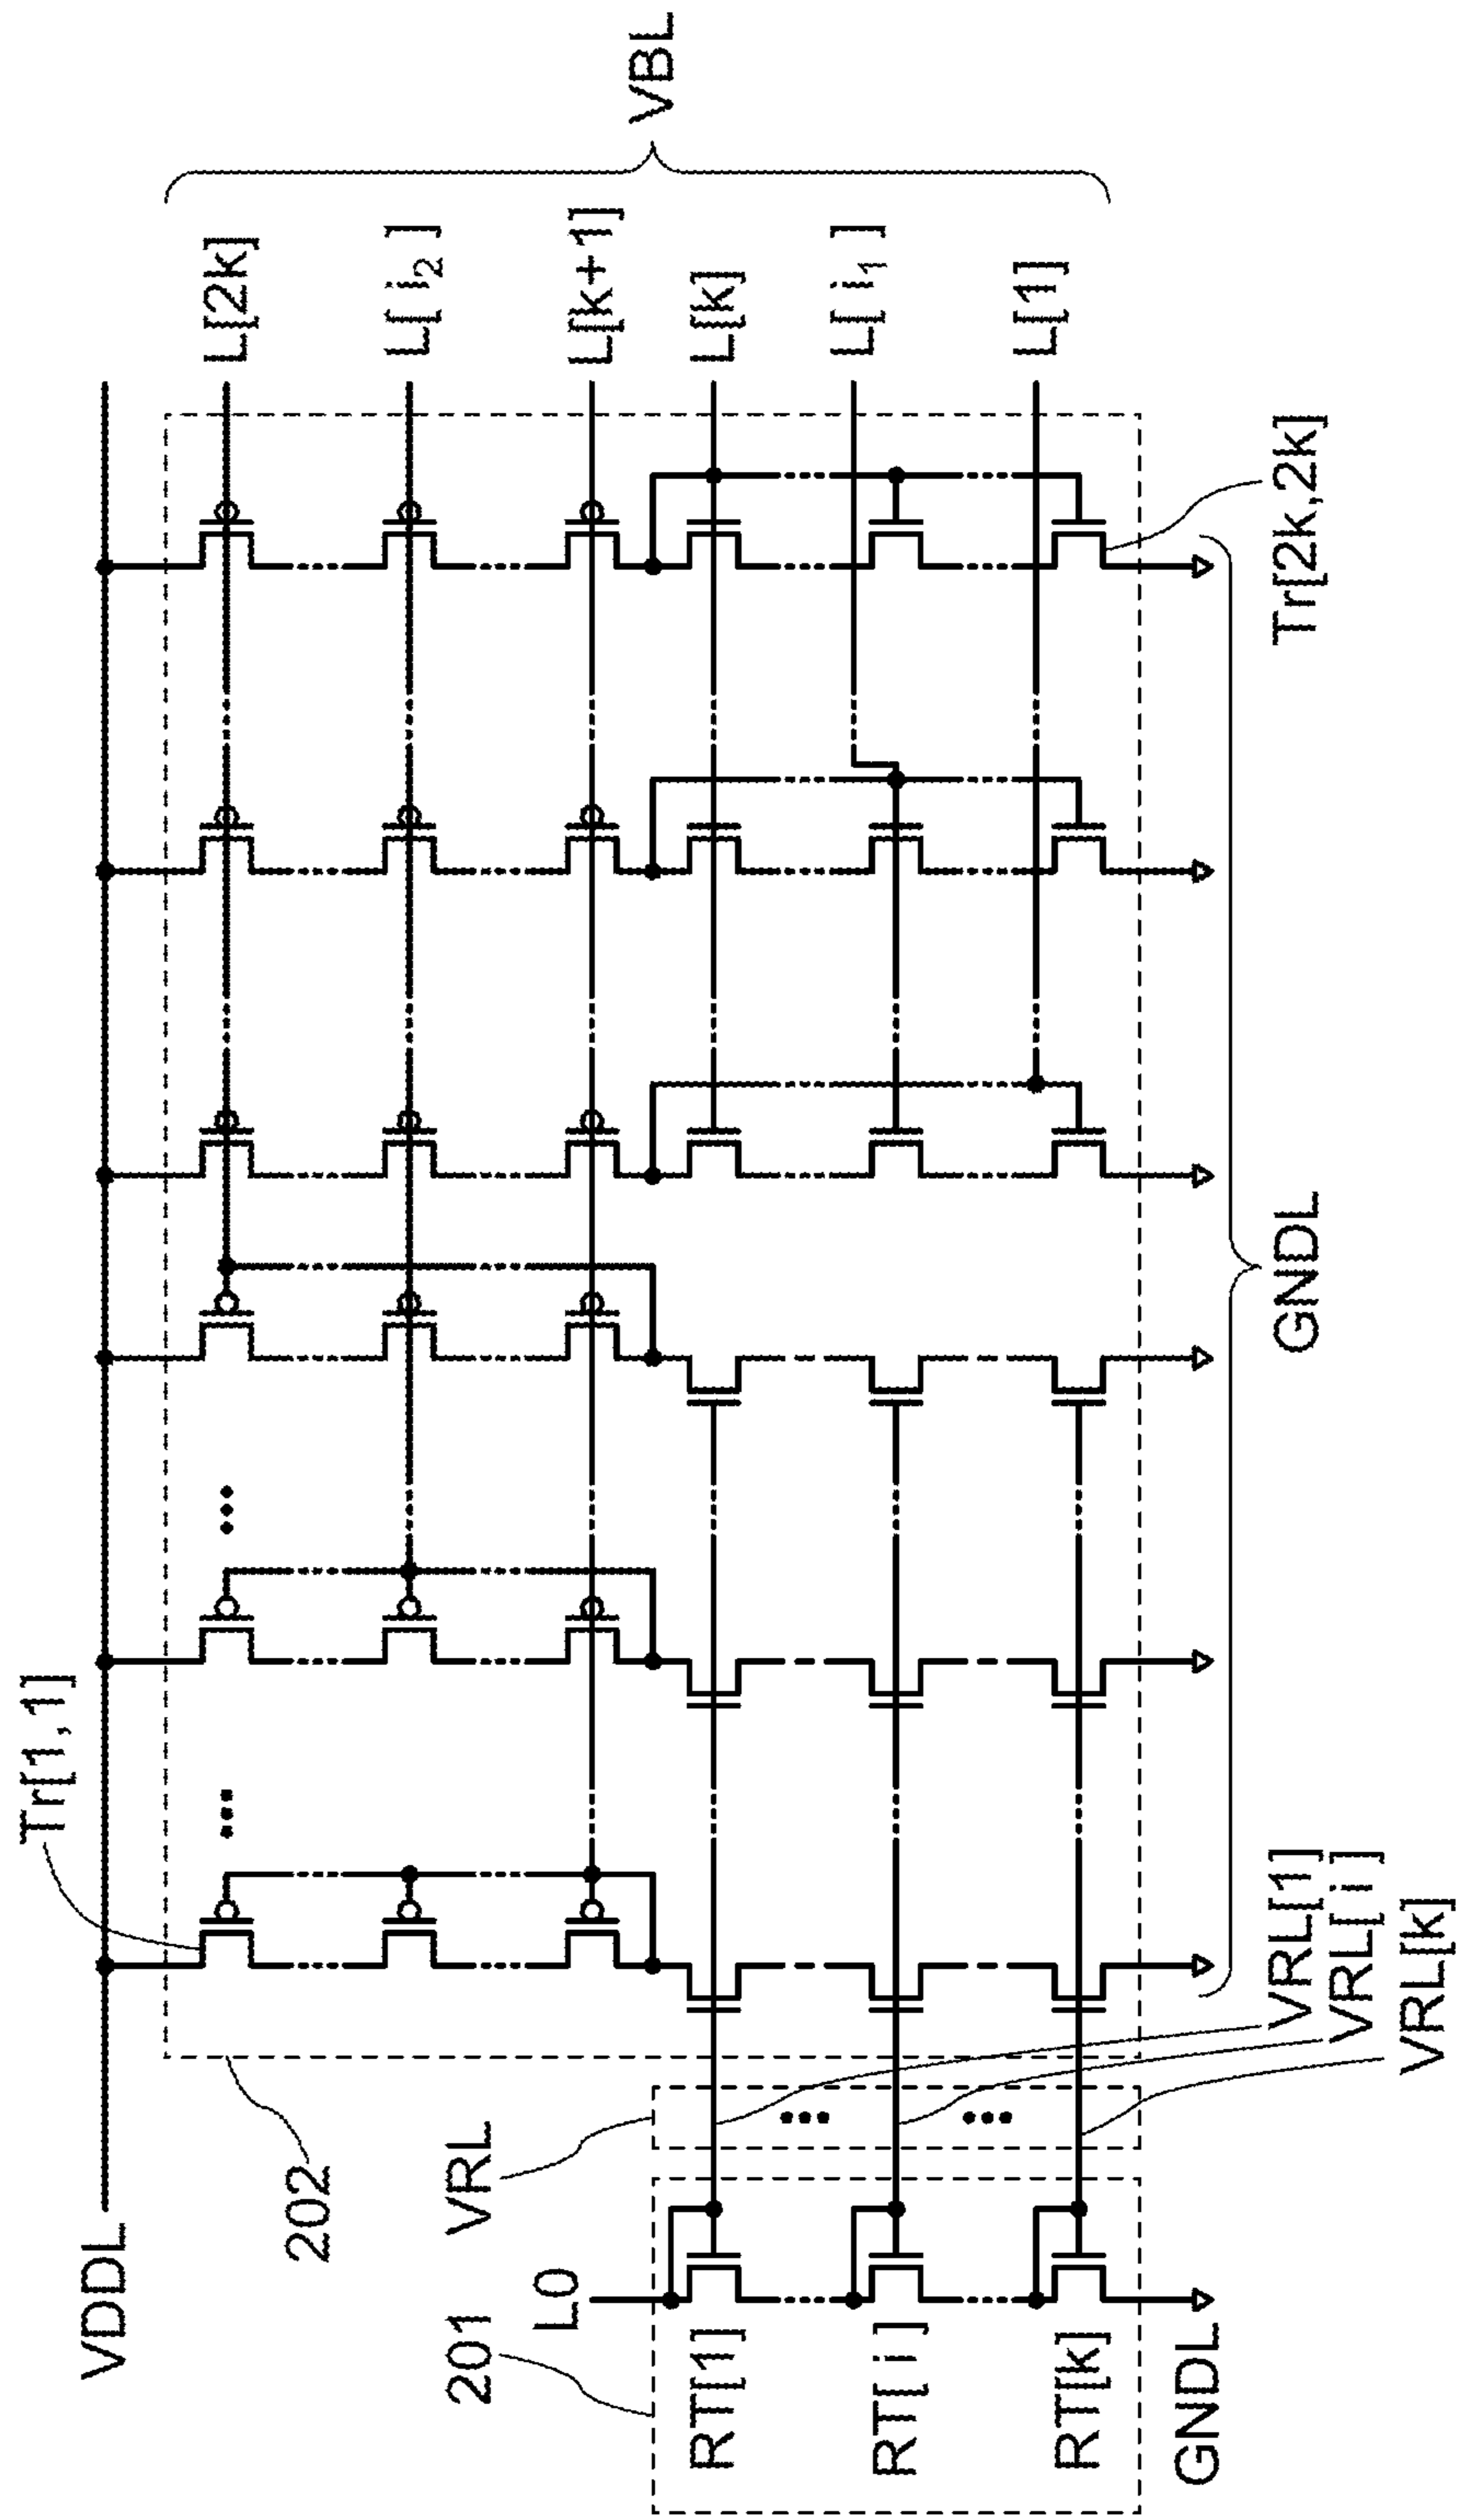 VDDL
Tr[1,1]
L[2k]
L[ i₂ ]
L[k+1]
L[k]
L[ i₁ ]
L[1]
VBL
202
VRL
201
L0
RT[1]
RT[ i ]
RT[k]
GNDL
VRL[1]
VRL[ i ]
VRL[k]
GNDL
Tr[2k,2k]